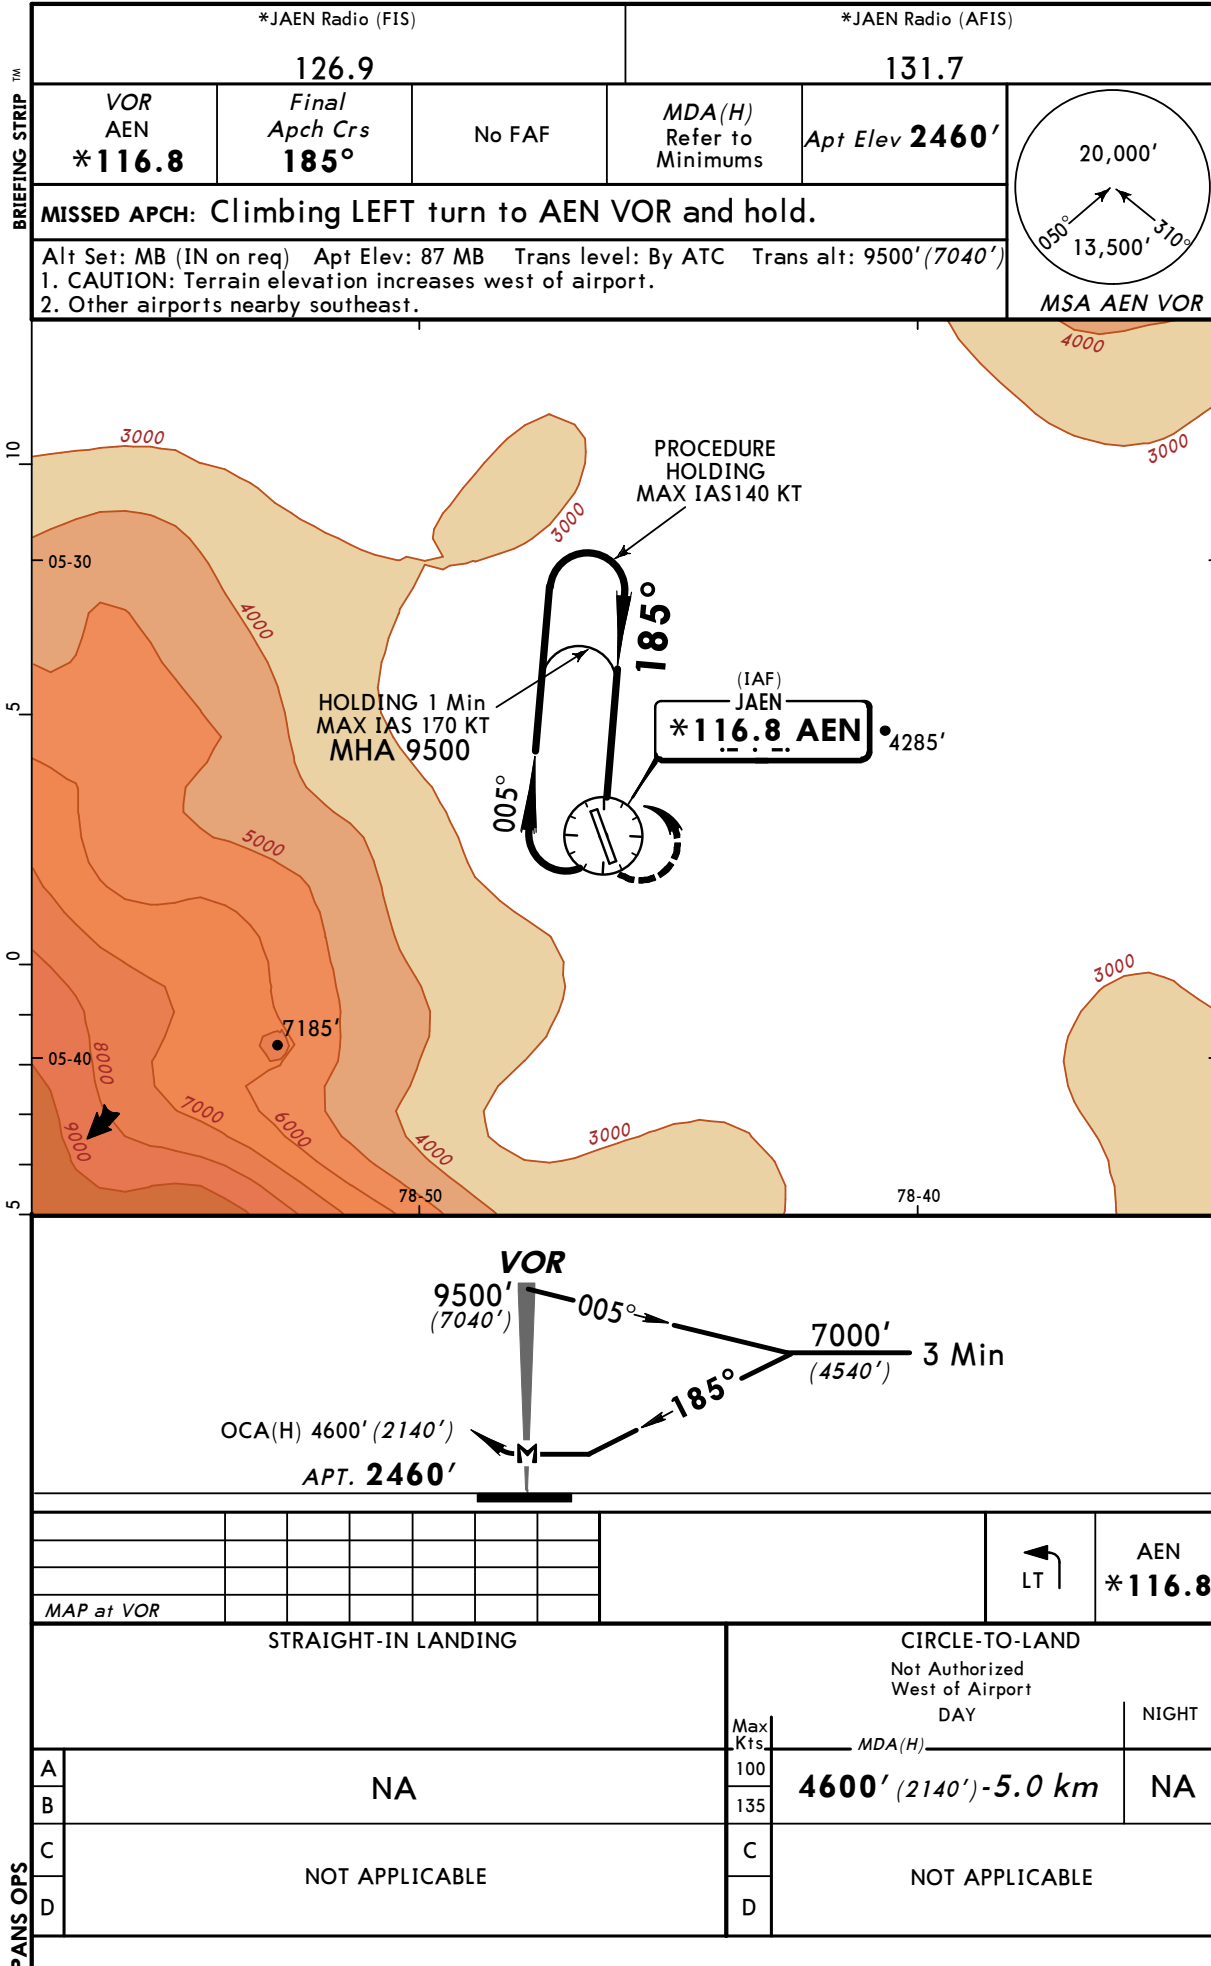 *JAEN Radio (FIS)
126.9
*JAEN Radio (AFIS)
131.7
BRIEFING STRIP ™
VOR
AEN
*116.8
Final
Apch Crs
185°
No FAF
MDA(H)
Refer to
Minimums
Apt Elev 2460'
MISSED APCH: Climbing LEFT turn to AEN VOR and hold.
Alt Set: MB (IN on req) Apt Elev: 87 MB Trans level: By ATC Trans alt: 9500' (7040')
1. CAUTION: Terrain elevation increases west of airport.
2. Other airports nearby southeast.
20,000'
050°
310°
13,500'
MSA AEN VOR
4000
3000
3000
10
PROCEDURE
HOLDING
MAX IAS140 KT
3000
05-30
4000
185°
5
HOLDING 1 Min
MAX IAS 170 KT
MHA 9500
(IAF)
JAEN
*116.8 AEN
4285'
005°
5000
0
3000
7185'
05-40
8000
9000
7000
6000
4000
3000
5
78-50
78-40
VOR
9500'
(7040')
005°
7000'
(4540')
3 Min
185°
OCA(H) 4600' (2140')
M
APT. 2460'
MAP at VOR
LT
AEN
*116.8
STRAIGHT-IN LANDING
CIRCLE-TO-LAND
Not Authorized
West of Airport
DAY
NIGHT
Max
Kts
MDA(H)
A
B
NA
100
135
4600' (2140') -5.0 km
NA
C
D
NOT APPLICABLE
C
D
NOT APPLICABLE
PANS OPS